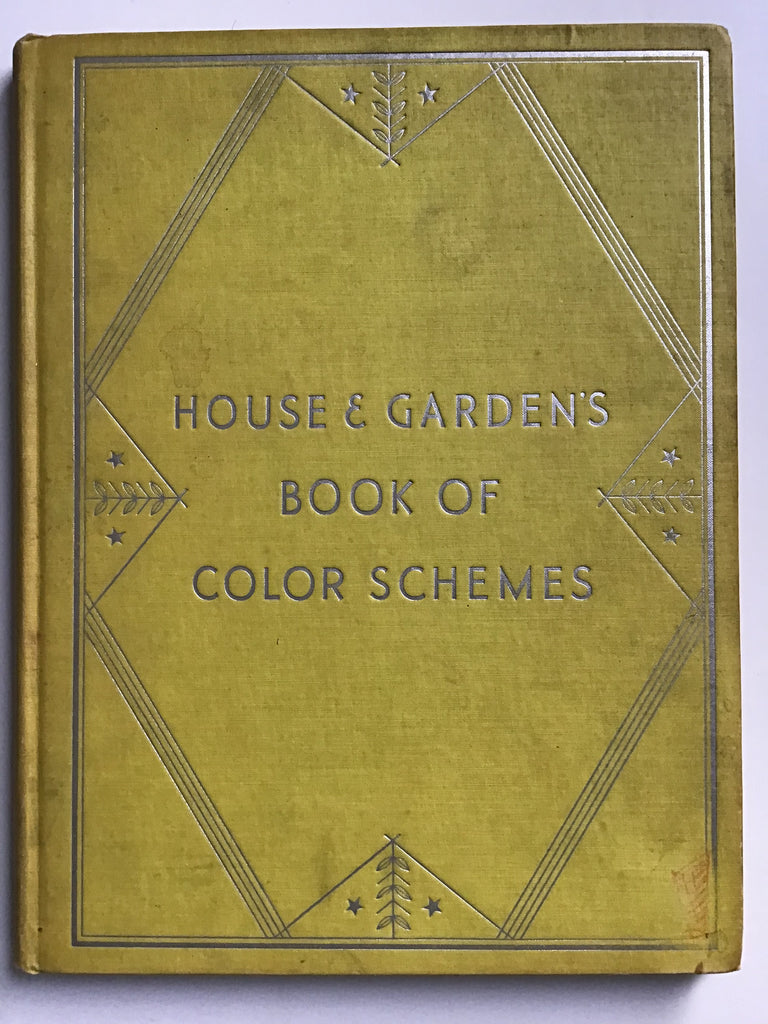 HOUSE & GARDEN'S
BOOK OF
COLOR SCHEMES